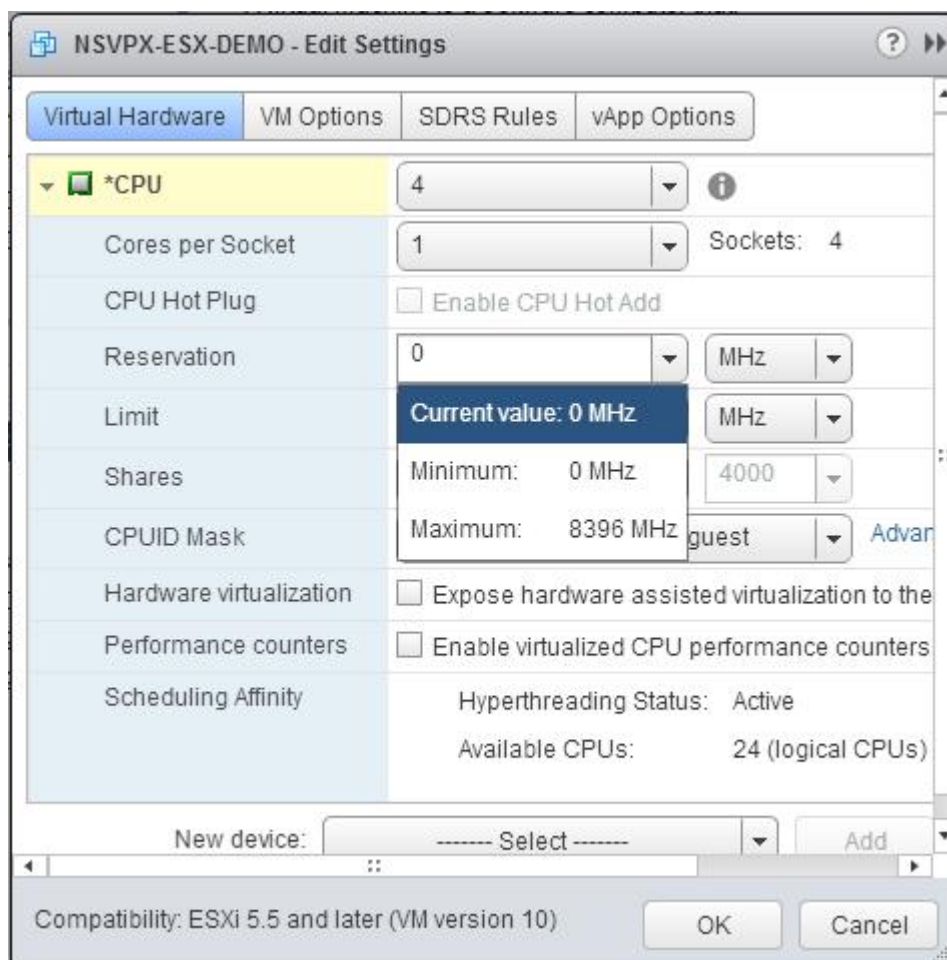 NSVPX-ESX-DEMO - Edit Settings ?
Virtual Hardware VM Options SDRS Rules vApp Options
*CPU 4
Cores per Socket 1 Sockets: 4
CPU Hot Plug Enable CPU Hot Add
Reservation 0 MHz
Limit Current value: 0 MHz MHz
Shares Minimum: 0 MHz 4000
CPUID Mask Maximum: 8396 MHz guest Advan
Hardware virtualization Expose hardware assisted virtualization to the
Performance counters Enable virtualized CPU performance counters
Scheduling Affinity Hyperthreading Status: Active
Available CPUs: 24 (logical CPUs)
New device: ------- Select ------- Add
Compatibility: ESXi 5.5 and later (VM version 10) OK Cancel